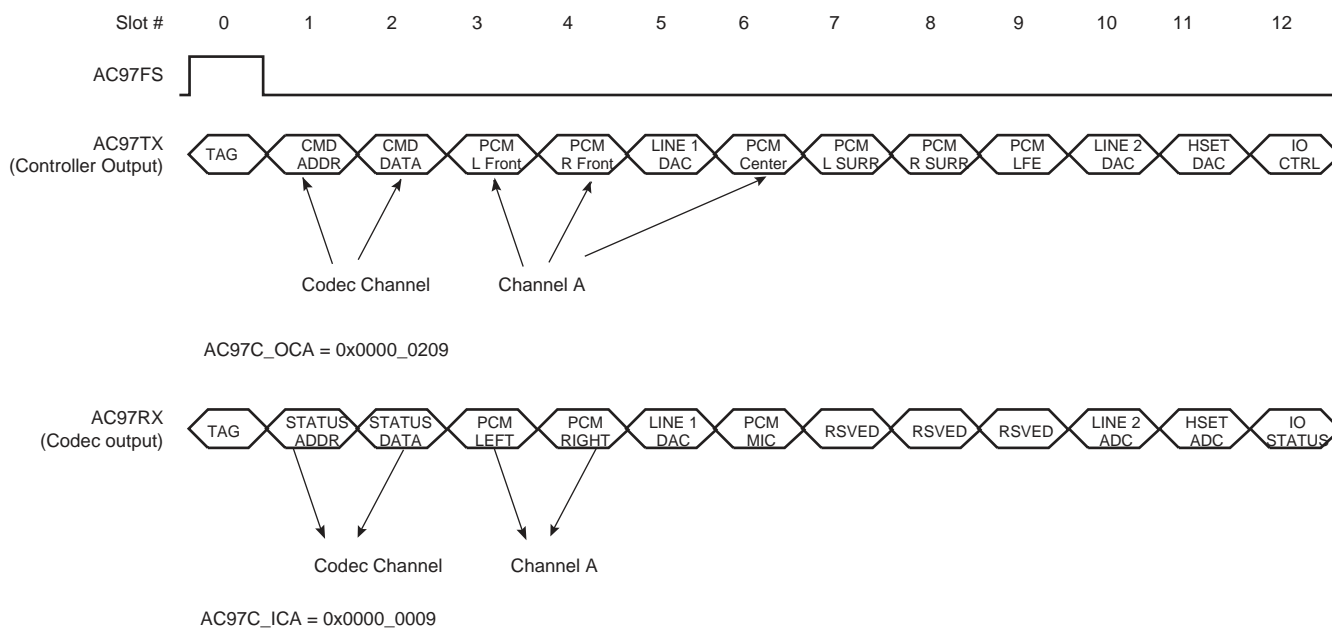 Slot # 0 1 2 3 4 5 6 7 8 9 10 11 12
AC97FS
AC97TX
(Controller Output)
TAG
CMD
ADDR
CMD
DATA
PCM
L Front
PCM
R Front
LINE 1
DAC
PCM
Center
PCM
L SURR
PCM
R SURR
PCM
LFE
LINE 2
DAC
HSET
DAC
IO
CTRL
Codec Channel
Channel A
AC97C_OCA = 0x0000_0209
AC97RX
(Codec output)
TAG
STATUS
ADDR
STATUS
DATA
PCM
LEFT
PCM
RIGHT
LINE 1
DAC
PCM
MIC
RSVED
RSVED
RSVED
LINE 2
ADC
HSET
ADC
IO
STATUS
Codec Channel
Channel A
AC97C_ICA = 0x0000_0009